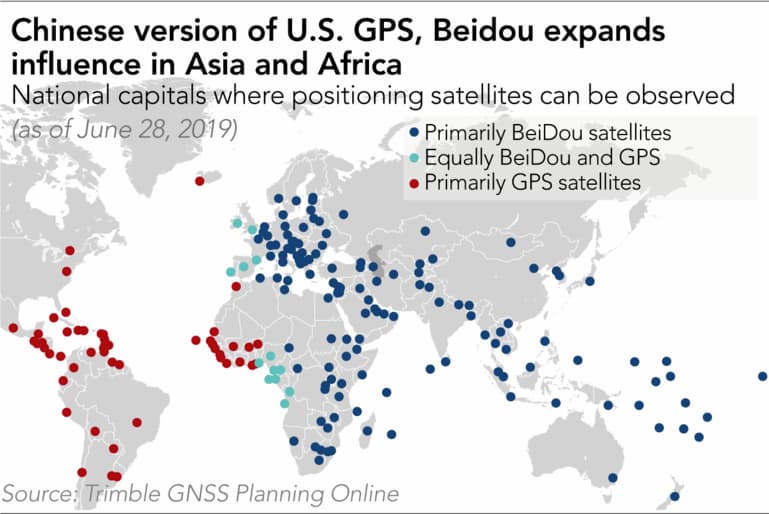 Chinese version of U.S. GPS, Beidou expands
influence in Asia and Africa
National capitals where positioning satellites can be observed
(as of June 28, 2019)
Primarily BeiDou satellites
Equally BeiDou and GPS
Primarily GPS satellites
Source: Trimble GNSS Planning Online